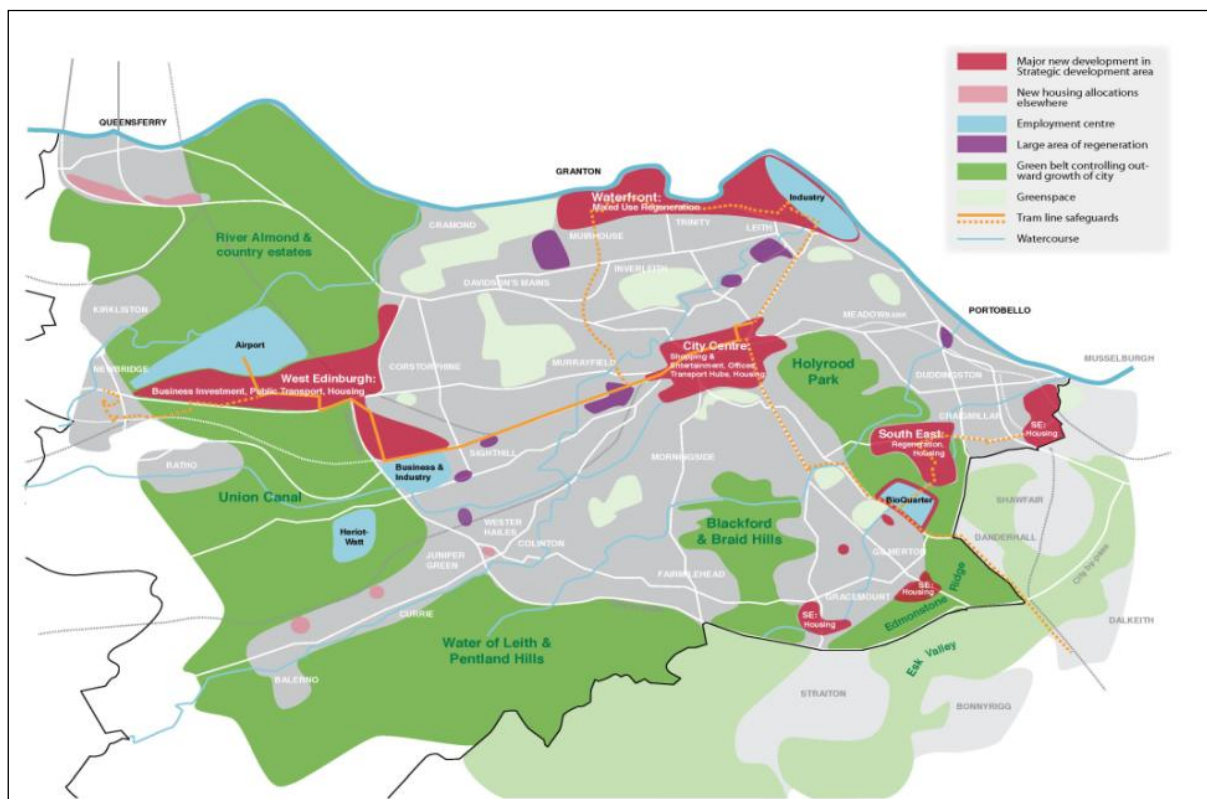 Major new development in
Strategic development area
New housing allocations
elsewhere
Employment centre
Large area of regeneration
Green belt controlling out-
ward growth of city
Greenspace
Tram line safeguards
Watercourse
QUEENSFERRY
GRANTON
Waterfront:
Mixed Use Regeneration
Industry
CRAMOND
MUIRHOUSE
TRINITY
LEITH
River Almond &
country estates
INVERLEITH
DAVIDSON'S MAINS
KIRKLISTON
PORTOBELLO
MEADOWBANK
Airport
City Centre:
Shopping &
Entertainment, Offices,
Transport Hubs, Housing
MUSSELBURGH
NEWBRIDGE
CORSTORPHINE
MURRAYFIELD
Holyrood
Park
DUDDINGSTON
West Edinburgh:
Business Investment, Public Transport, Housing
CRAIGMILLAR
SE:
Housing
South East:
Regeneration,
Housing
SIGHTHILL
MORNINGSIDE
RATHO
Business &
Industry
Union Canal
BioQuarter
SHAWFAIR
Blackford
& Braid Hills
WESTER
HAILES
Heriot-
Watt
DANDERHALL
COLINTON
GILMERTON
JUNIPER
GREEN
City by-pass
FAIRMILEHEAD
SE:
Housing
GRACEMOUNT
Edmonstone Ridge
CURRIE
SE:
Housing
DALKEITH
Water of Leith &
Pentland Hills
Esk Valley
BALERNO
STRAITON
BONNYRIGG